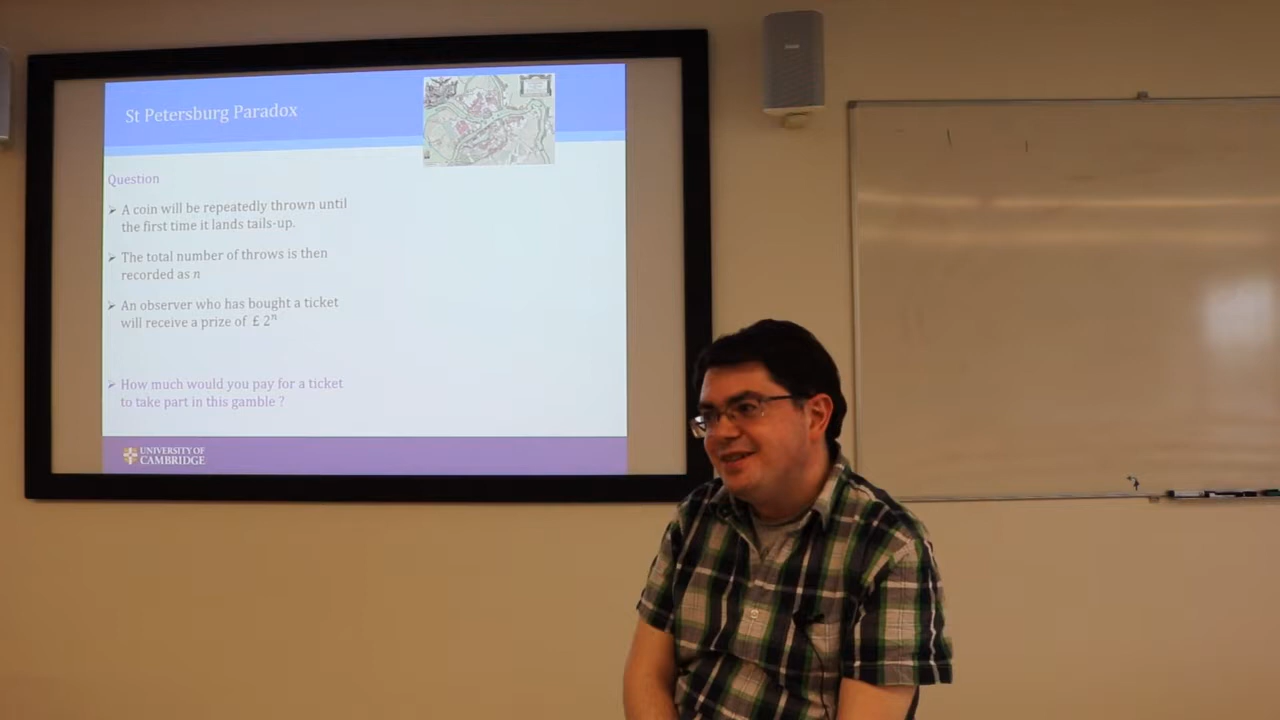 St Petersburg Paradox
Question
➢ A coin will be repeatedly thrown until
the first time it lands tails-up.
➢ The total number of throws is then
recorded as n
➢ An observer who has bought a ticket
will receive a prize of £ 2ⁿ
➢ How much would you pay for a ticket
to take part in this gamble ?
UNIVERSITY OF
CAMBRIDGE